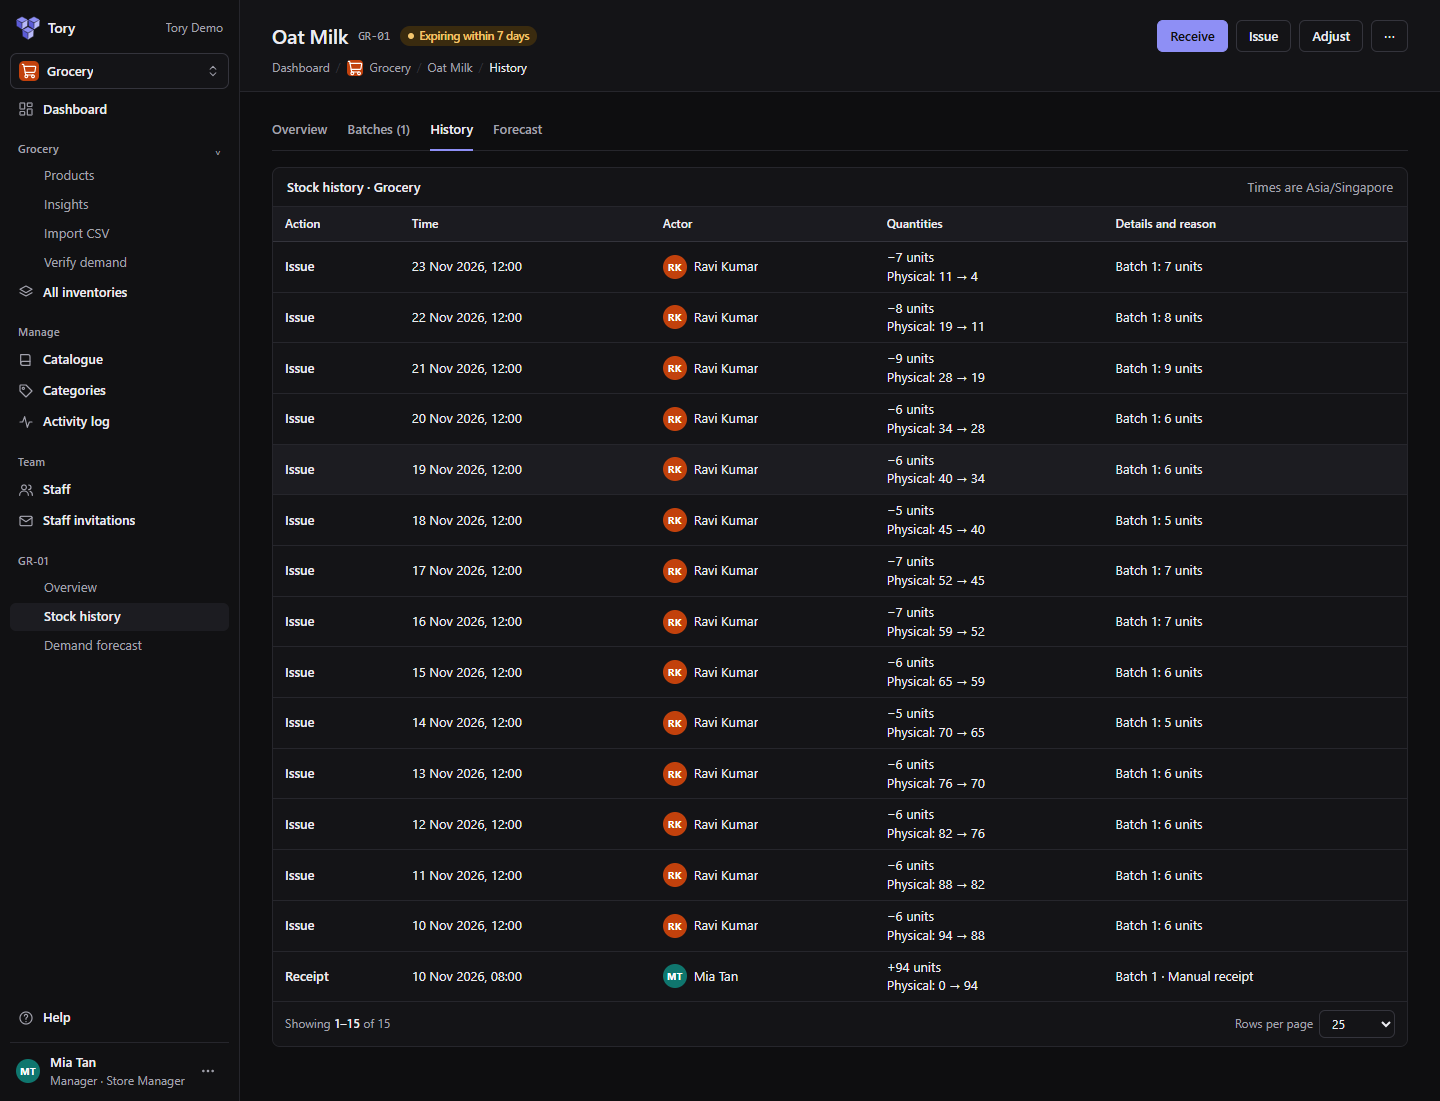 Tory
Tory Demo
Grocery
Dashboard
Grocery
Products
Insights
Import CSV
Verify demand
All inventories
Manage
Catalogue
Categories
Activity log
Team
Staff
Staff invitations
GR-01
Overview
Stock history
Demand forecast
Help
MT
Mia Tan
Manager · Store Manager
Oat Milk GR-01 Expiring within 7 days
Receive Issue Adjust ...
Dashboard / Grocery / Oat Milk / History
Overview Batches (1) History Forecast
Stock history · Grocery Times are Asia/Singapore
Action Time Actor Quantities Details and reason
Issue 23 Nov 2026, 12:00 RK Ravi Kumar −7 units Batch 1: 7 units
Physical: 11 → 4
Issue 22 Nov 2026, 12:00 RK Ravi Kumar −8 units Batch 1: 8 units
Physical: 19 → 11
Issue 21 Nov 2026, 12:00 RK Ravi Kumar −9 units Batch 1: 9 units
Physical: 28 → 19
Issue 20 Nov 2026, 12:00 RK Ravi Kumar −6 units Batch 1: 6 units
Physical: 34 → 28
Issue 19 Nov 2026, 12:00 RK Ravi Kumar −6 units Batch 1: 6 units
Physical: 40 → 34
Issue 18 Nov 2026, 12:00 RK Ravi Kumar −5 units Batch 1: 5 units
Physical: 45 → 40
Issue 17 Nov 2026, 12:00 RK Ravi Kumar −7 units Batch 1: 7 units
Physical: 52 → 45
Issue 16 Nov 2026, 12:00 RK Ravi Kumar −7 units Batch 1: 7 units
Physical: 59 → 52
Issue 15 Nov 2026, 12:00 RK Ravi Kumar −6 units Batch 1: 6 units
Physical: 65 → 59
Issue 14 Nov 2026, 12:00 RK Ravi Kumar −5 units Batch 1: 5 units
Physical: 70 → 65
Issue 13 Nov 2026, 12:00 RK Ravi Kumar −6 units Batch 1: 6 units
Physical: 76 → 70
Issue 12 Nov 2026, 12:00 RK Ravi Kumar −6 units Batch 1: 6 units
Physical: 82 → 76
Issue 11 Nov 2026, 12:00 RK Ravi Kumar −6 units Batch 1: 6 units
Physical: 88 → 82
Issue 10 Nov 2026, 12:00 RK Ravi Kumar −6 units Batch 1: 6 units
Physical: 94 → 88
Receipt 10 Nov 2026, 08:00 MT Mia Tan +94 units Batch 1 · Manual receipt
Physical: 0 → 94
Showing 1–15 of 15 Rows per page 25